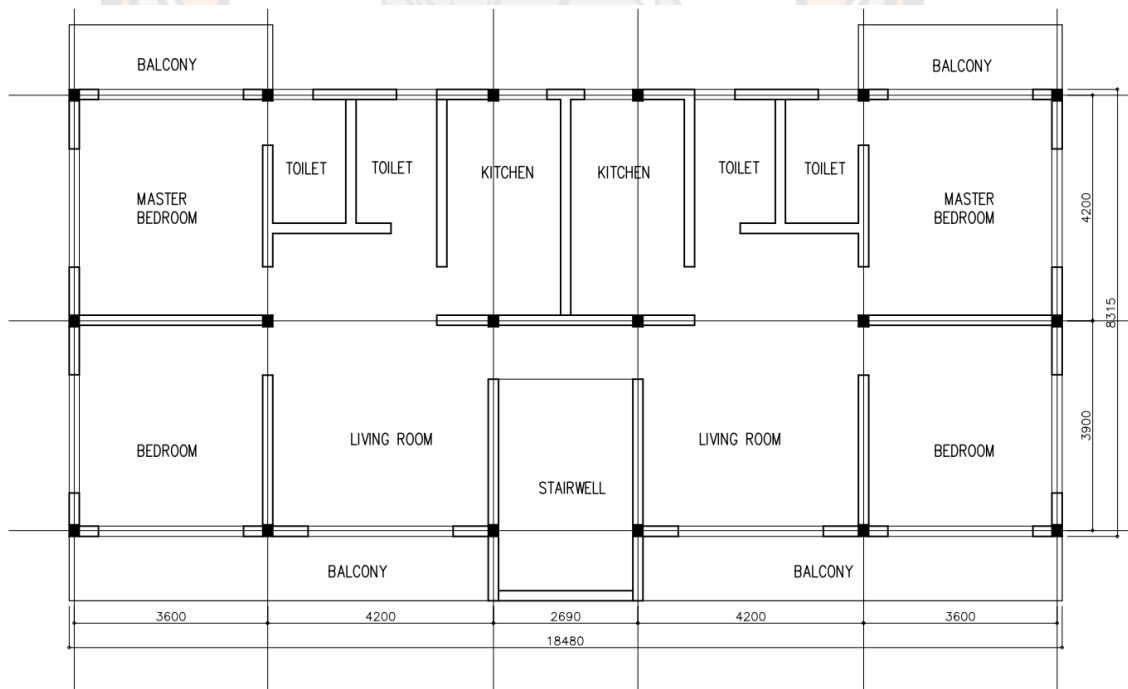 BALCONY
BALCONY
TOILET
TOILET
KITCHEN
KITCHEN
TOILET
TOILET
MASTER
BEDROOM
MASTER
BEDROOM
4200
8315
BEDROOM
LIVING ROOM
STAIRWELL
LIVING ROOM
BEDROOM
3900
BALCONY
BALCONY
3600
4200
2690
4200
3600
18480